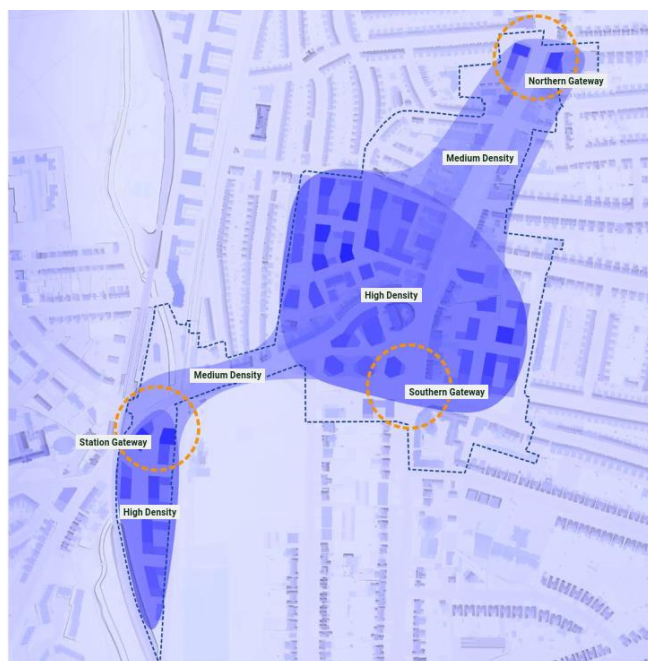 Northern Gateway
Medium Density
High Density
Medium Density
Southern Gateway
Station Gateway
High Density